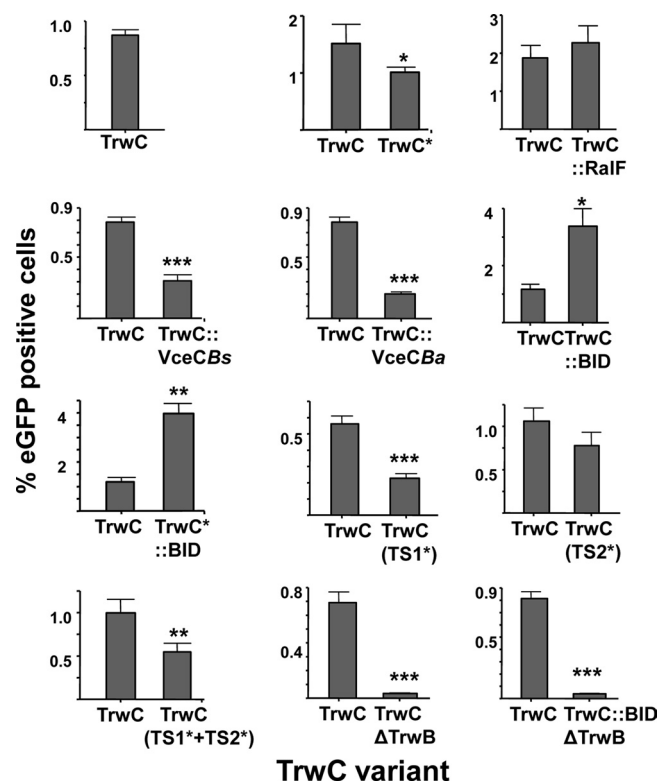 1.0
0.5
TrwC
2
1
*
TrwC TrwC*
3
2
1
TrwC TrwC
::RalF
0.9
0.5
***
TrwC TrwC::
VceCBs
0.9
0.5
***
TrwC TrwC::
VceCBa
4
2
*
TrwC TrwC
::BID
4
2
**
TrwC TrwC*
::BID
0.5
***
TrwC TrwC
(TS1*)
1.0
0.5
TrwC TrwC
(TS2*)
1.0
0.5
**
TrwC TrwC
(TS1*+TS2*)
0.8
0.4
***
TrwC TrwC
ΔTrwB
0.9
0.5
***
TrwC TrwC::BID
ΔTrwB
% eGFP positive cells
TrwC variant